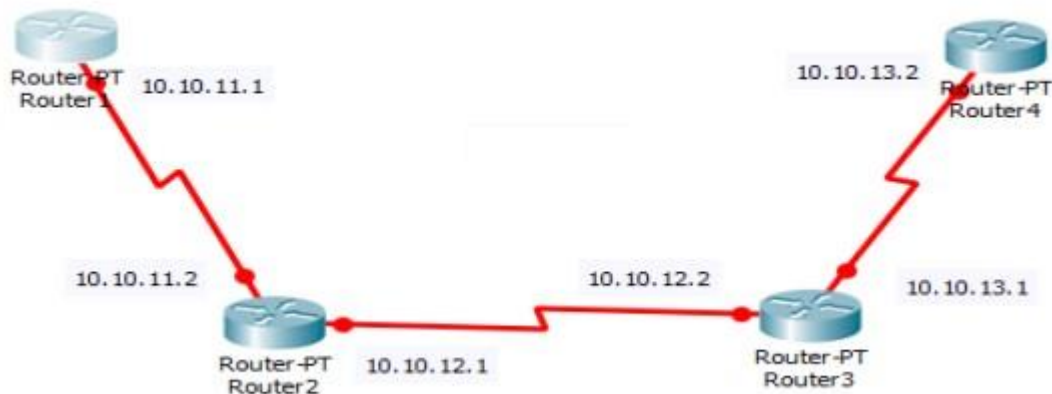 Router-PT
Router1
10.10.11.1
10.10.13.2
Router-PT
Router4
10.10.11.2
10.10.12.2
10.10.13.1
Router-PT
Router2
10.10.12.1
Router-PT
Router3